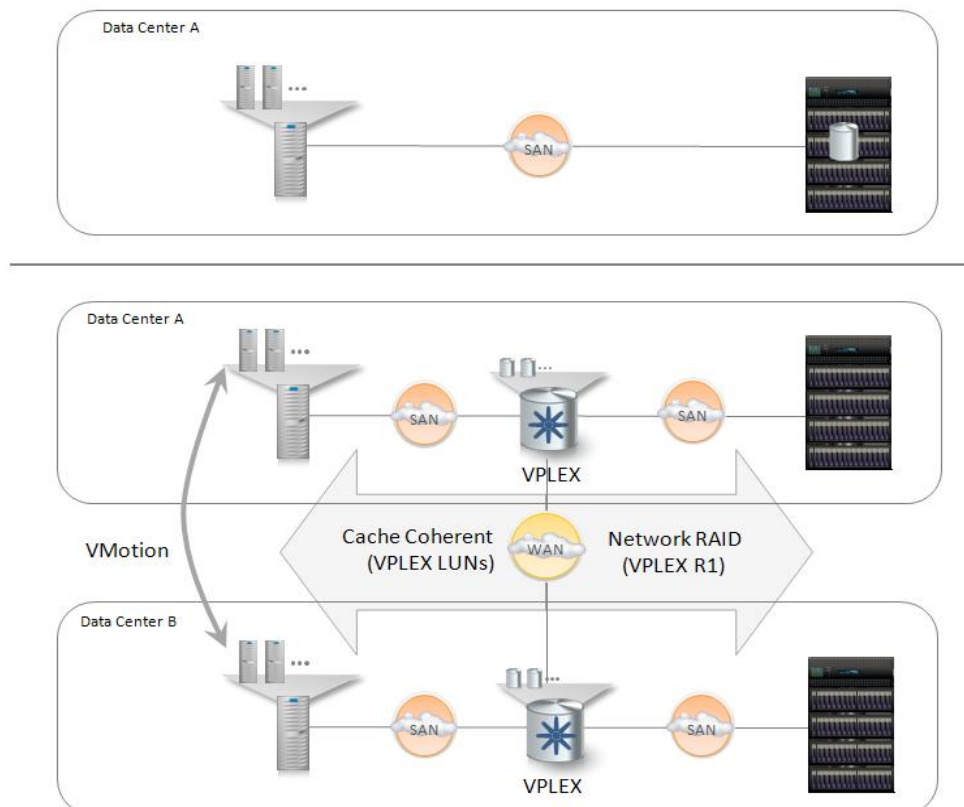 Data Center A
SAN
Data Center A
SAN
SAN
VPLEX
VMotion
Cache Coherent
(VPLEX LUNs)
WAN
Network RAID
(VPLEX R1)
Data Center B
SAN
SAN
VPLEX